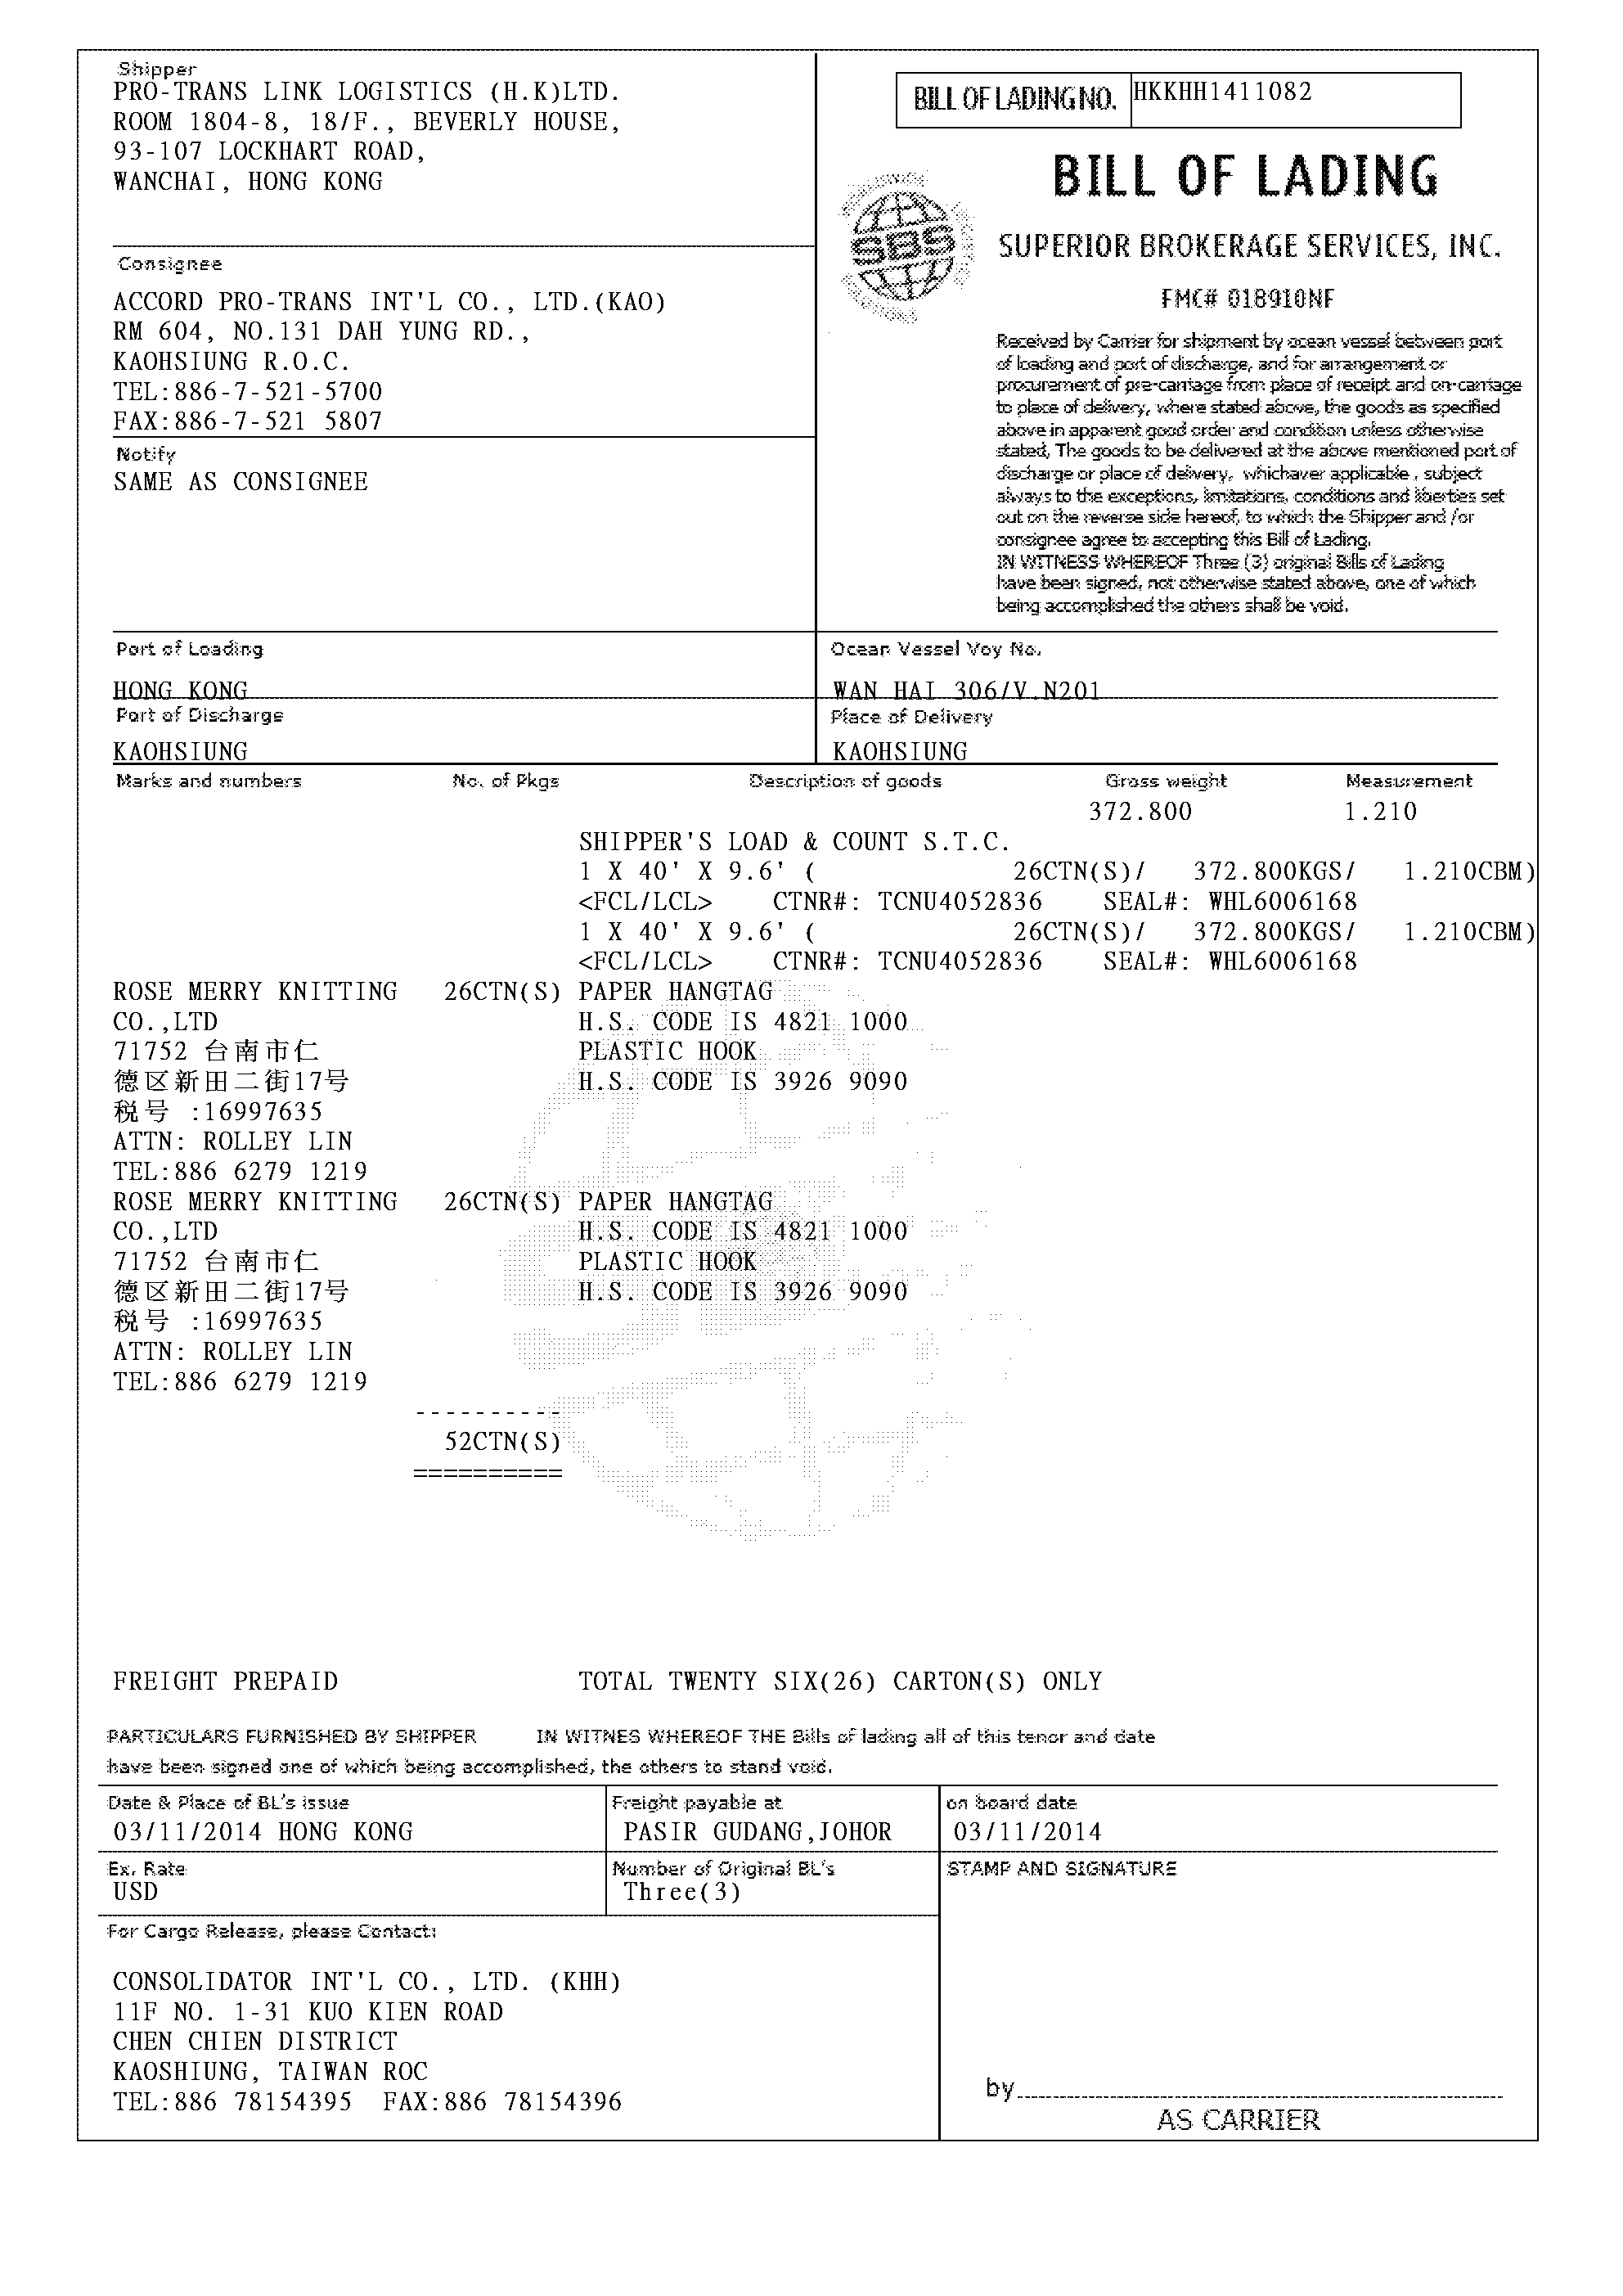 Shipper
PRO-TRANS LINK LOGISTICS (H.K)LTD.
ROOM 1804-8, 18/F., BEVERLY HOUSE,
93-107 LOCKHART ROAD,
WANCHAI, HONG KONG
BILL OF LADING NO. HKKHH1411082
BILL OF LADING
SBS
SUPERIOR BROKERAGE SERVICES, INC.
FMC# 018910NF
Consignee
ACCORD PRO-TRANS INT'L CO., LTD.(KAO)
RM 604, NO.131 DAH YUNG RD.,
KAOHSIUNG R.O.C.
TEL:886-7-521-5700
FAX:886-7-521 5807
Notify
SAME AS CONSIGNEE
Received by Carrier for shipment by ocean vessel between port
of loading and port of discharge, and for arrangement or
procurement of pre-carriage from place of receipt and on-carriage
to place of delivery, where stated above, the goods as specified
above in apparent good order and condition unless otherwise
stated, The goods to be delivered at the above mentioned port of
discharge or place of delivery, whichaver applicable , subject
always to the exceptions, limitations, conditions and liberties set
out on the reverse side hereof, to which the Shipper and /or
consignee agree to accepting this Bill of Lading.
IN WITNESS WHEREOF Three (3) original Bills of Lading
have been signed, not otherwise stated above, one of which
being accomplished the others shall be void.
Port of Loading
HONG KONG
Ocean Vessel Voy No.
WAN HAI 306/V.N201
Port of Discharge
KAOHSIUNG
Place of Delivery
KAOHSIUNG
Marks and numbers No. of Pkgs Description of goods Gross weight Measurement
372.800 1.210
SHIPPER'S LOAD & COUNT S.T.C.
1 X 40' X 9.6' ( 26CTN(S)/ 372.800KGS/ 1.210CBM)
<FCL/LCL> CTNR#: TCNU4052836 SEAL#: WHL6006168
1 X 40' X 9.6' ( 26CTN(S)/ 372.800KGS/ 1.210CBM)
<FCL/LCL> CTNR#: TCNU4052836 SEAL#: WHL6006168
ROSE MERRY KNITTING 26CTN(S) PAPER HANGTAG
CO.,LTD H.S. CODE IS 4821 1000
71752 台南市仁 PLASTIC HOOK
德区新田二街17号 H.S. CODE IS 3926 9090
税号 :16997635
ATTN: ROLLEY LIN
TEL:886 6279 1219
ROSE MERRY KNITTING 26CTN(S) PAPER HANGTAG
CO.,LTD H.S. CODE IS 4821 1000
71752 台南市仁 PLASTIC HOOK
德区新田二街17号 H.S. CODE IS 3926 9090
税号 :16997635
ATTN: ROLLEY LIN
TEL:886 6279 1219
----------
52CTN(S)
==========
FREIGHT PREPAID TOTAL TWENTY SIX(26) CARTON(S) ONLY
PARTICULARS FURNISHED BY SHIPPER IN WITNES WHEREOF THE Bills of lading all of this tenor and date
have been signed one of which being accomplished, the others to stand void.
Date & Place of BL's issue
03/11/2014 HONG KONG
Freight payable at
PASIR GUDANG,JOHOR
on board date
03/11/2014
Ex. Rate
USD
Number of Original BL's
Three(3)
STAMP AND SIGNATURE
For Cargo Release, please Contact:
CONSOLIDATOR INT'L CO., LTD. (KHH)
11F NO. 1-31 KUO KIEN ROAD
CHEN CHIEN DISTRICT
KAOSHIUNG, TAIWAN ROC
TEL:886 78154395 FAX:886 78154396
by
AS CARRIER